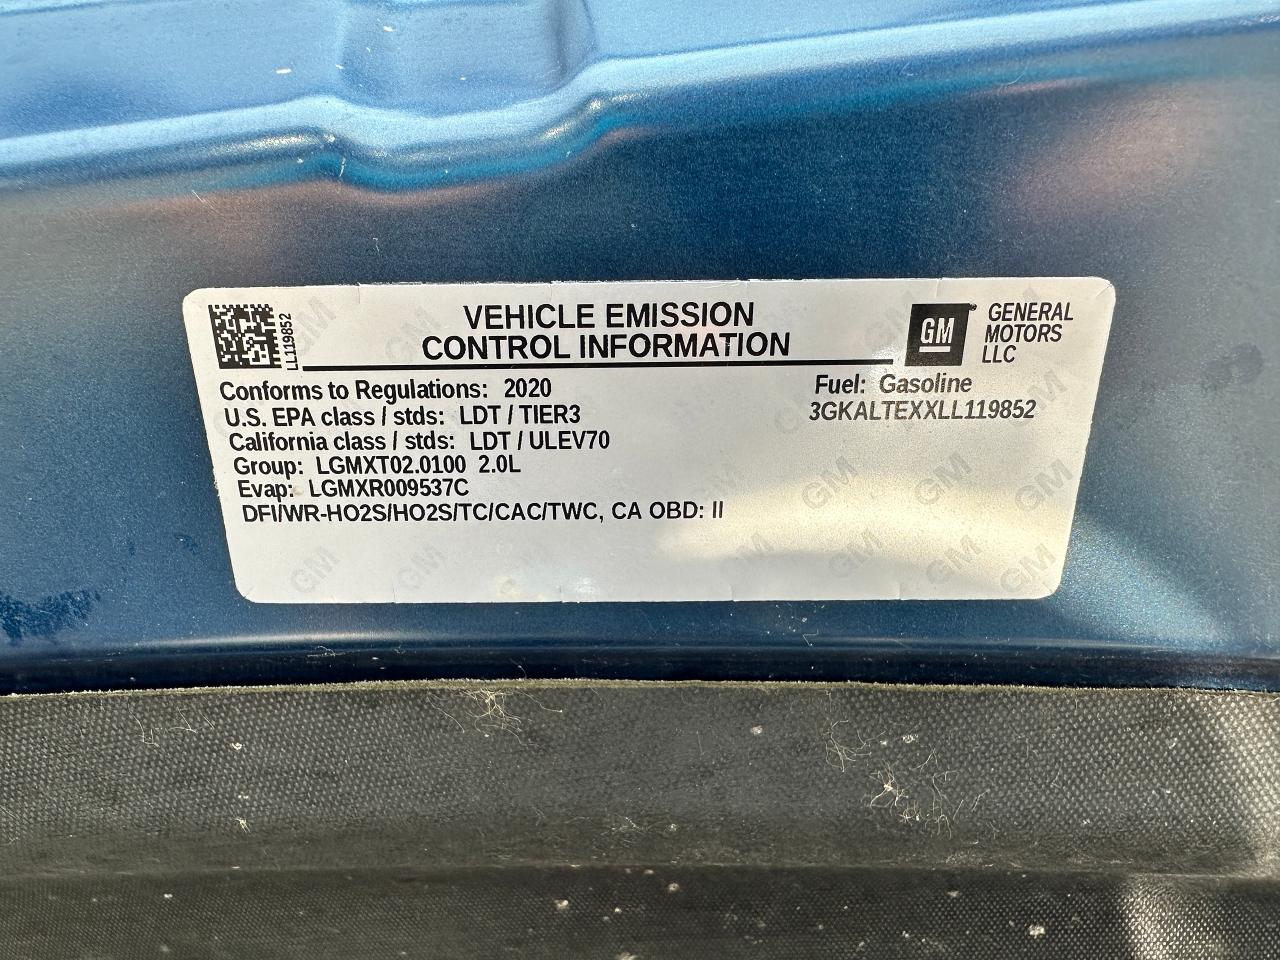 LL119852
VEHICLE EMISSION
CONTROL INFORMATION
GM
GENERAL
MOTORS
LLC
Conforms to Regulations: 2020
U.S. EPA class / stds: LDT / TIER3
California class / stds: LDT / ULEV70
Group: LGMXT02.0100 2.0L
Evap: LGMXR009537C
DFI/WR-HO2S/HO2S/TC/CAC/TWC, CA OBD: II
Fuel: Gasoline
3GKALTEXXLL119852